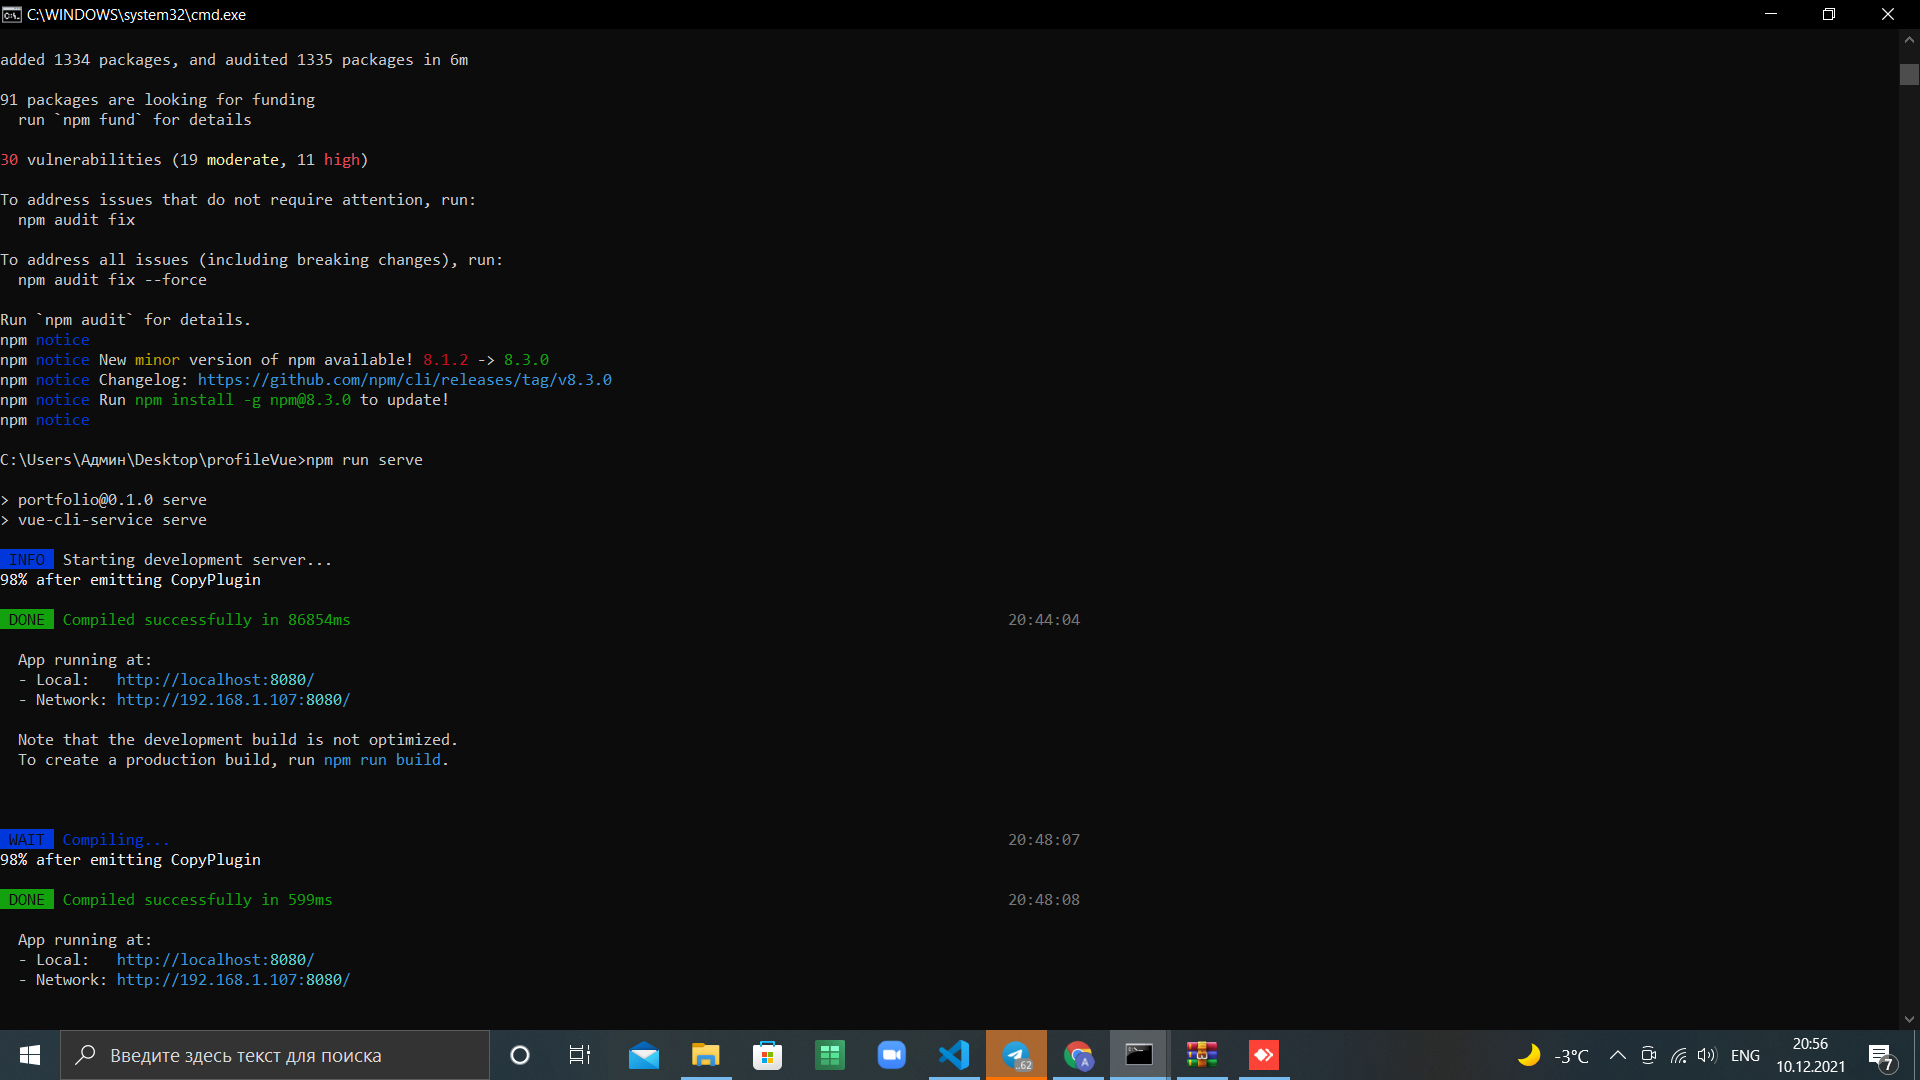 C:\WINDOWS\system32\cmd.exe
added 1334 packages, and audited 1335 packages in 6m
91 packages are looking for funding
run `npm fund` for details
30 vulnerabilities (19 moderate, 11 high)
To address issues that do not require attention, run:
npm audit fix
To address all issues (including breaking changes), run:
npm audit fix --force
Run `npm audit` for details.
npm notice
npm notice New minor version of npm available! 8.1.2 -> 8.3.0
npm notice Changelog: https://github.com/npm/cli/releases/tag/v8.3.0
npm notice Run npm install -g npm@8.3.0 to update!
npm notice
C:\Users\Админ\Desktop\profileVue>npm run serve
> portfolio@0.1.0 serve
> vue-cli-service serve
INFO Starting development server...
98% after emitting CopyPlugin
DONE Compiled successfully in 86854ms 20:44:04
App running at:
- Local: http://localhost:8080/
- Network: http://192.168.1.107:8080/
Note that the development build is not optimized.
To create a production build, run npm run build.
WAIT Compiling... 20:48:07
98% after emitting CopyPlugin
DONE Compiled successfully in 599ms 20:48:08
App running at:
- Local: http://localhost:8080/
- Network: http://192.168.1.107:8080/
Введите здесь текст для поиска
..62
A
-3°C
ENG
20:56
10.12.2021
7